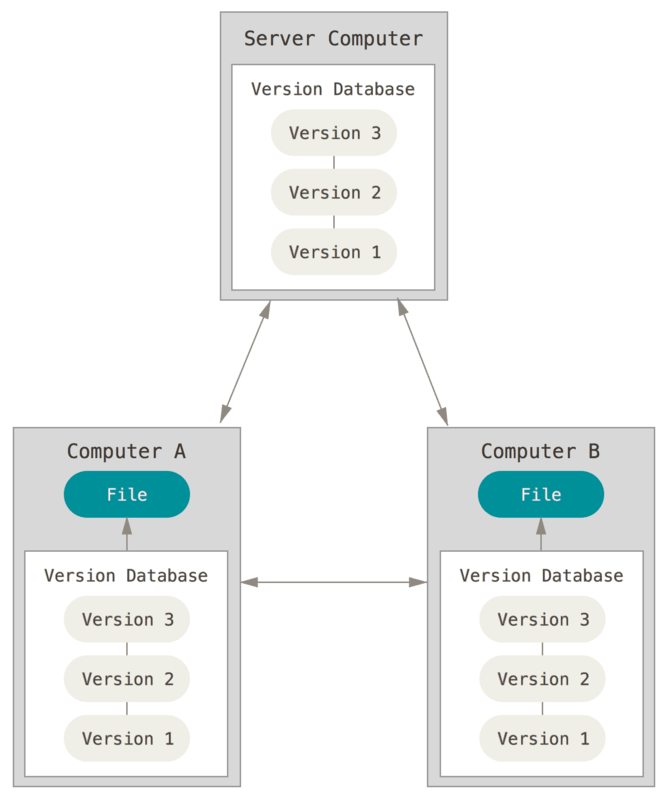 Server Computer
Version Database
Version 3
Version 2
Version 1
Computer A
File
Version Database
Version 3
Version 2
Version 1
Computer B
File
Version Database
Version 3
Version 2
Version 1